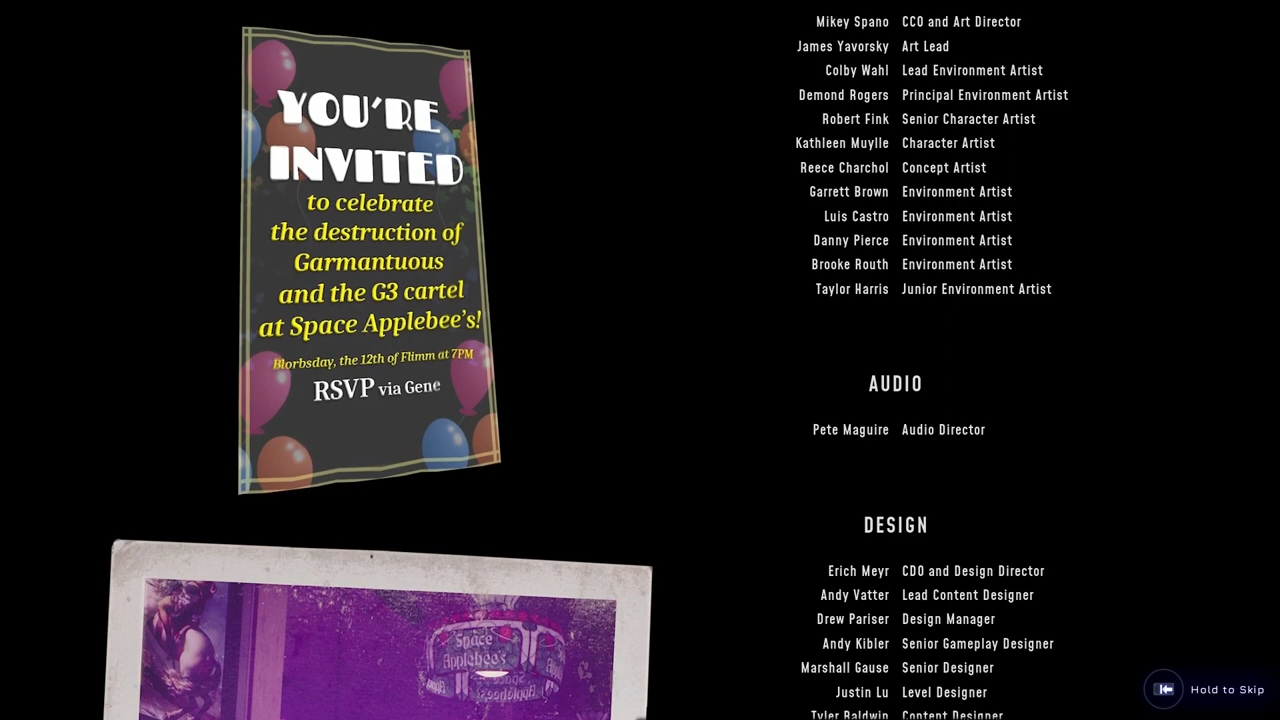 YOU'RE
INVITED
to celebrate
the destruction of
Garmantuous
and the G3 cartel
at Space Applebee's!
Blorbsday, the 12th of Flimm at 7PM
RSVP via Gene
Space
Applebee's
Mikey Spano CCO and Art Director
James Yavorsky Art Lead
Colby Wahl Lead Environment Artist
Demond Rogers Principal Environment Artist
Robert Fink Senior Character Artist
Kathleen Muylle Character Artist
Reece Charchol Concept Artist
Garrett Brown Environment Artist
Luis Castro Environment Artist
Danny Pierce Environment Artist
Brooke Routh Environment Artist
Taylor Harris Junior Environment Artist
AUDIO
Pete Maguire Audio Director
DESIGN
Erich Meyr CDO and Design Director
Andy Vatter Lead Content Designer
Drew Pariser Design Manager
Andy Kibler Senior Gameplay Designer
Marshall Gause Senior Designer
Justin Lu Level Designer
Tyler Baldwin Content Designer
Hold to Skip